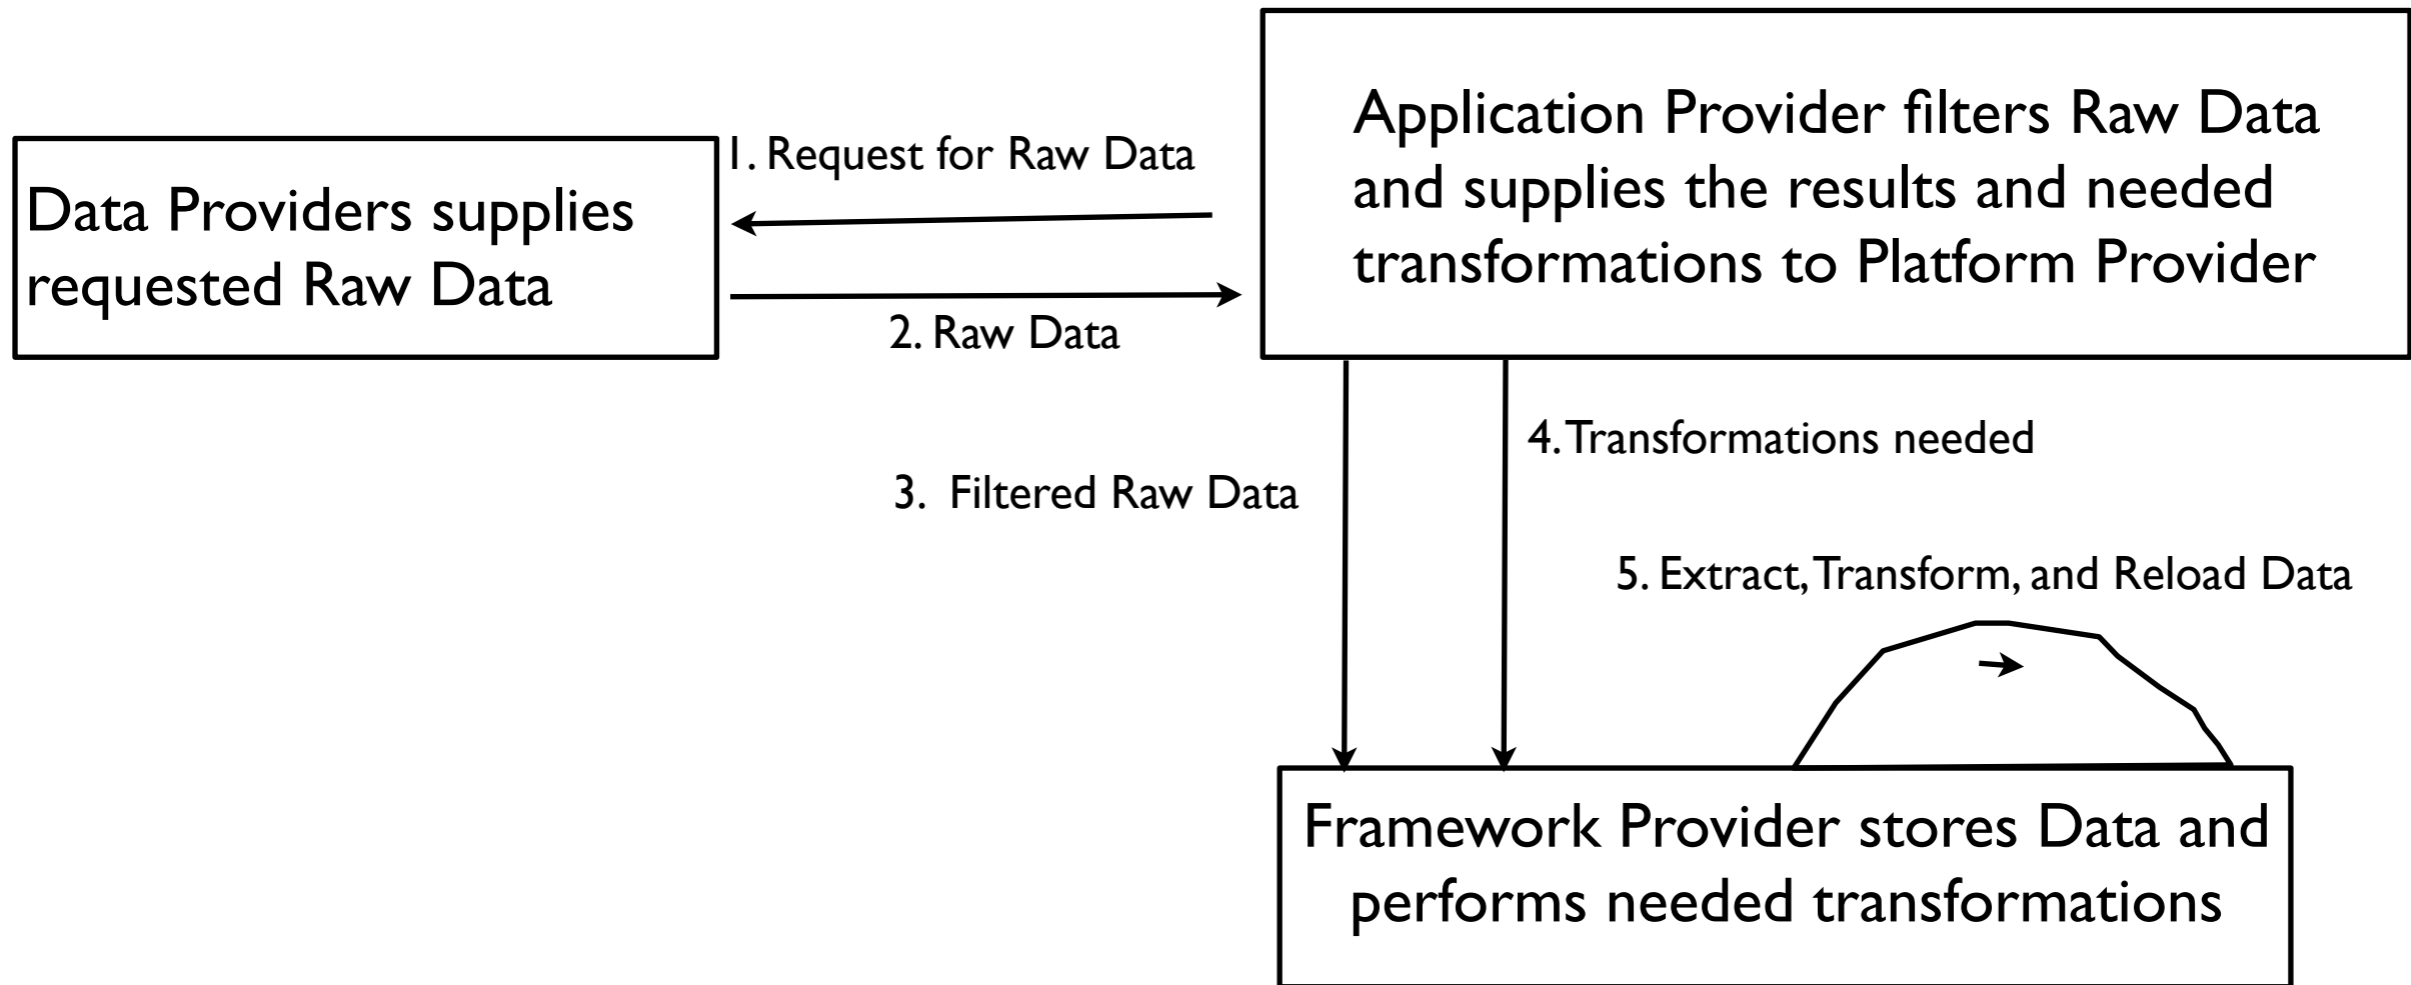 Data Providers supplies
requested Raw Data
1. Request for Raw Data
2. Raw Data
Application Provider filters Raw Data
and supplies the results and needed
transformations to Platform Provider
3. Filtered Raw Data
4. Transformations needed
5. Extract, Transform, and Reload Data
Framework Provider stores Data and
performs needed transformations